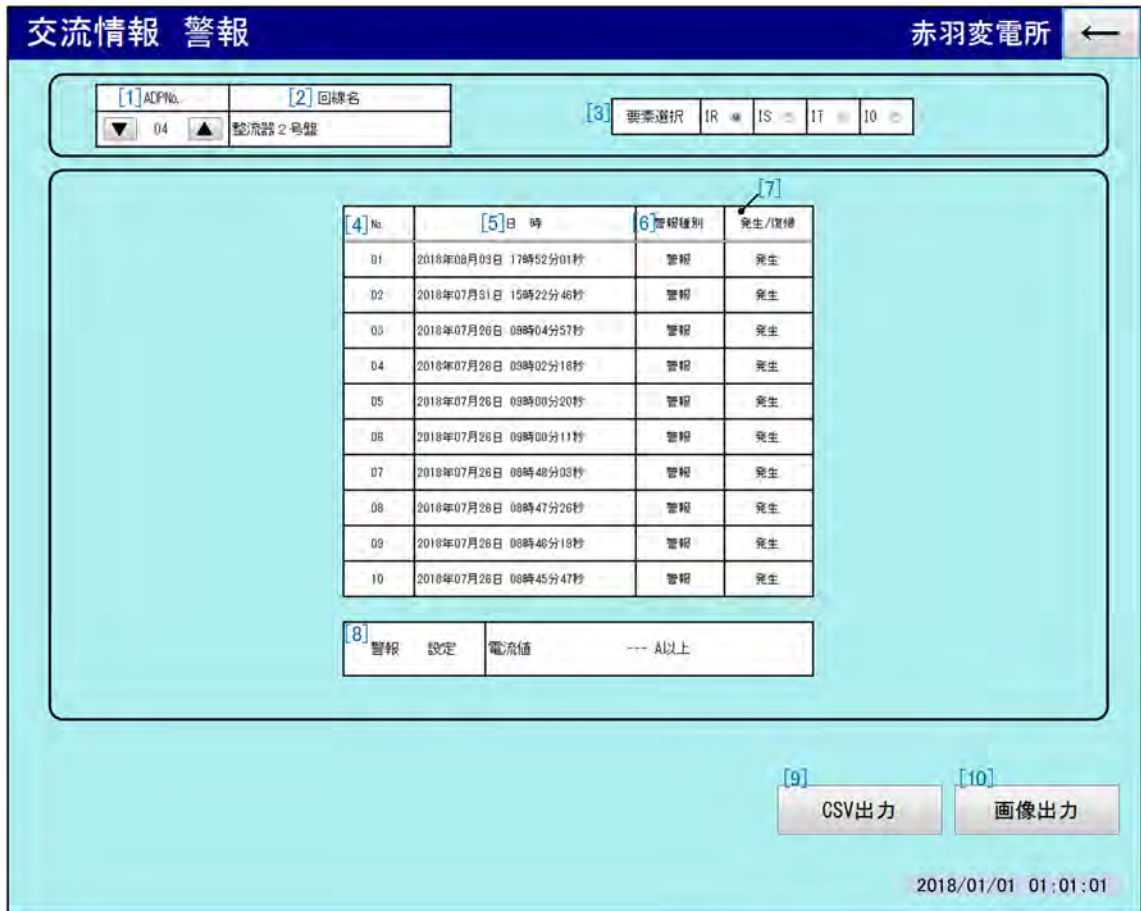 交流情報 警報 赤羽変電所 ←
[1]ADPNo. [2]回線名
▼ 04 ▲ 整流器2号盤
[3] 要素選択 IR IS IT I0
[7]
[4]No. [5]日 時 [6]警報種別 発生/復帰
01 2018年08月03日 17時52分01秒 警報 発生
02 2018年07月31日 15時22分46秒 警報 発生
03 2018年07月26日 09時04分57秒 警報 発生
04 2018年07月26日 09時02分18秒 警報 発生
05 2018年07月26日 09時00分20秒 警報 発生
06 2018年07月26日 09時00分11秒 警報 発生
07 2018年07月26日 08時48分03秒 警報 発生
08 2018年07月26日 08時47分26秒 警報 発生
09 2018年07月26日 08時46分19秒 警報 発生
10 2018年07月26日 08時45分47秒 警報 発生
[8]警報 設定 電流値 --- A以上
[9] [10]
CSV出力 画像出力
2018/01/01 01:01:01